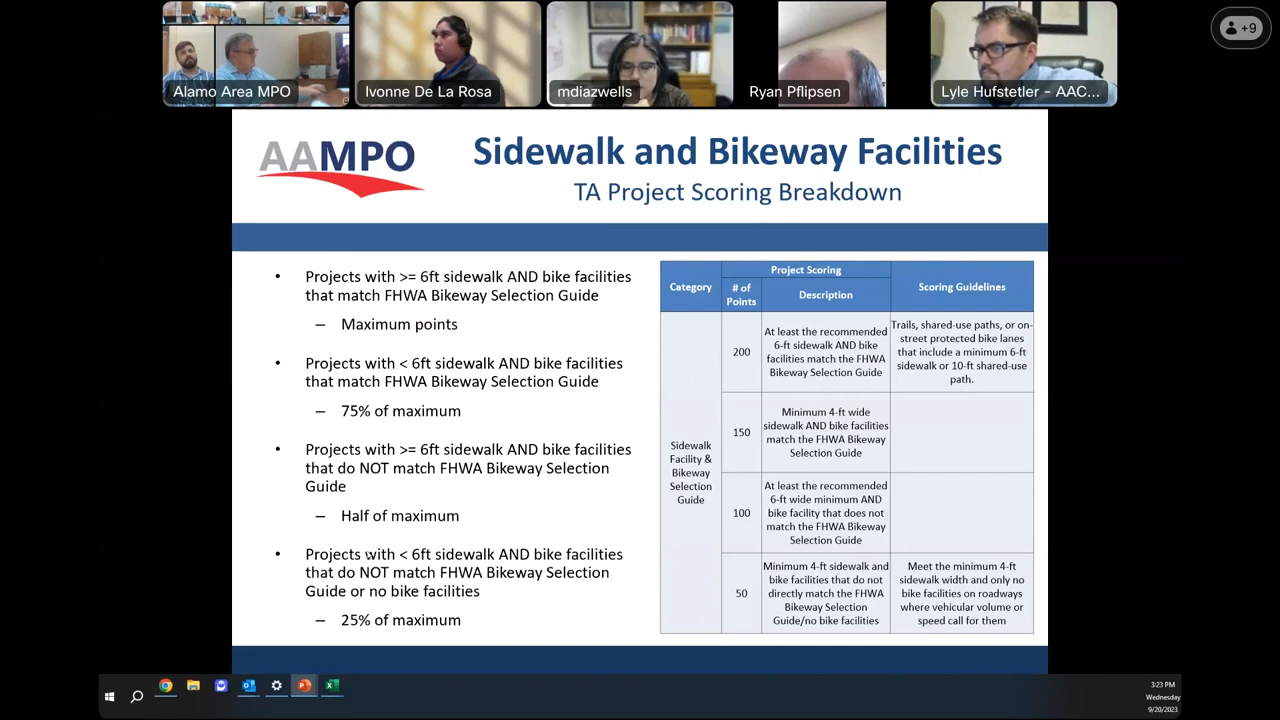 +9
Alamo Area MPO
Ivonne De La Rosa
mdiazwells
Ryan Pflipsen
Lyle Hufstetler - AAC...
AAMPO
Sidewalk and Bikeway Facilities
TA Project Scoring Breakdown
• Projects with >= 6ft sidewalk AND bike facilities
that match FHWA Bikeway Selection Guide
– Maximum points
• Projects with < 6ft sidewalk AND bike facilities
that match FHWA Bikeway Selection Guide
– 75% of maximum
• Projects with >= 6ft sidewalk AND bike facilities
that do NOT match FHWA Bikeway Selection
Guide
– Half of maximum
• Projects with < 6ft sidewalk AND bike facilities
that do NOT match FHWA Bikeway Selection
Guide or no bike facilities
– 25% of maximum
Category
Project Scoring
# of
Points
Description
Scoring Guidelines
Sidewalk
Facility &
Bikeway
Selection
Guide
200
At least the recommended
6-ft sidewalk AND bike
facilities match the FHWA
Bikeway Selection Guide
Trails, shared-use paths, or on-
street protected bike lanes
that include a minimum 6-ft
sidewalk or 10-ft shared-use
path.
150
Minimum 4-ft wide
sidewalk AND bike facilities
match the FHWA Bikeway
Selection Guide
100
At least the recommended
6-ft wide minimum AND
bike facility that does not
match the FHWA Bikeway
Selection Guide
50
Minimum 4-ft sidewalk and
bike facilities that do not
directly match the FHWA
Bikeway Selection
Guide/no bike facilities
Meet the minimum 4-ft
sidewalk width and only no
bike facilities on roadways
where vehicular volume or
speed call for them
3:23 PM
Wednesday
9/20/2023